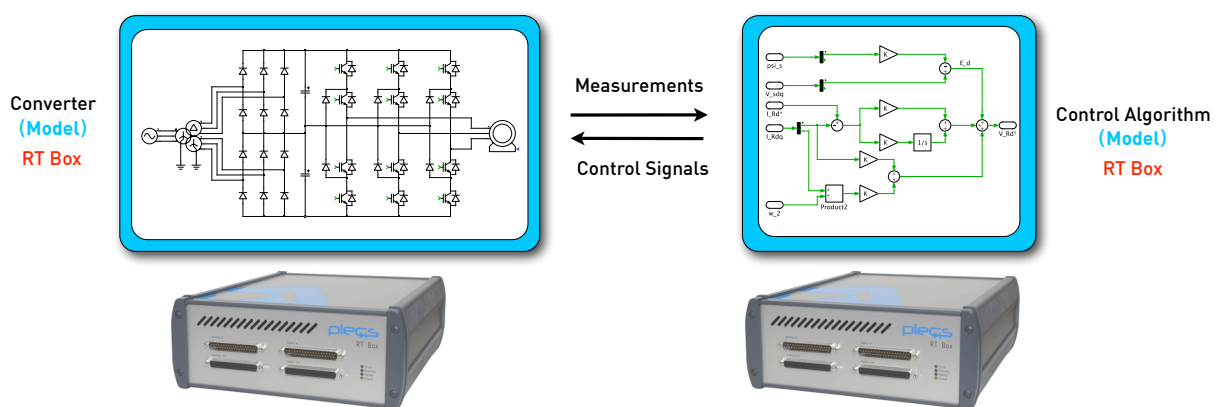 Converter
(Model)
RT Box
Measurements
Control Signals
psi_s
V_sdq
I_Rd*
I_Rdq
w_2
K
E_d
K
K
1/s
K
K
Product2
V_Rd*
Control Algorithm
(Model)
RT Box
plecs
RT Box
plecs
RT Box